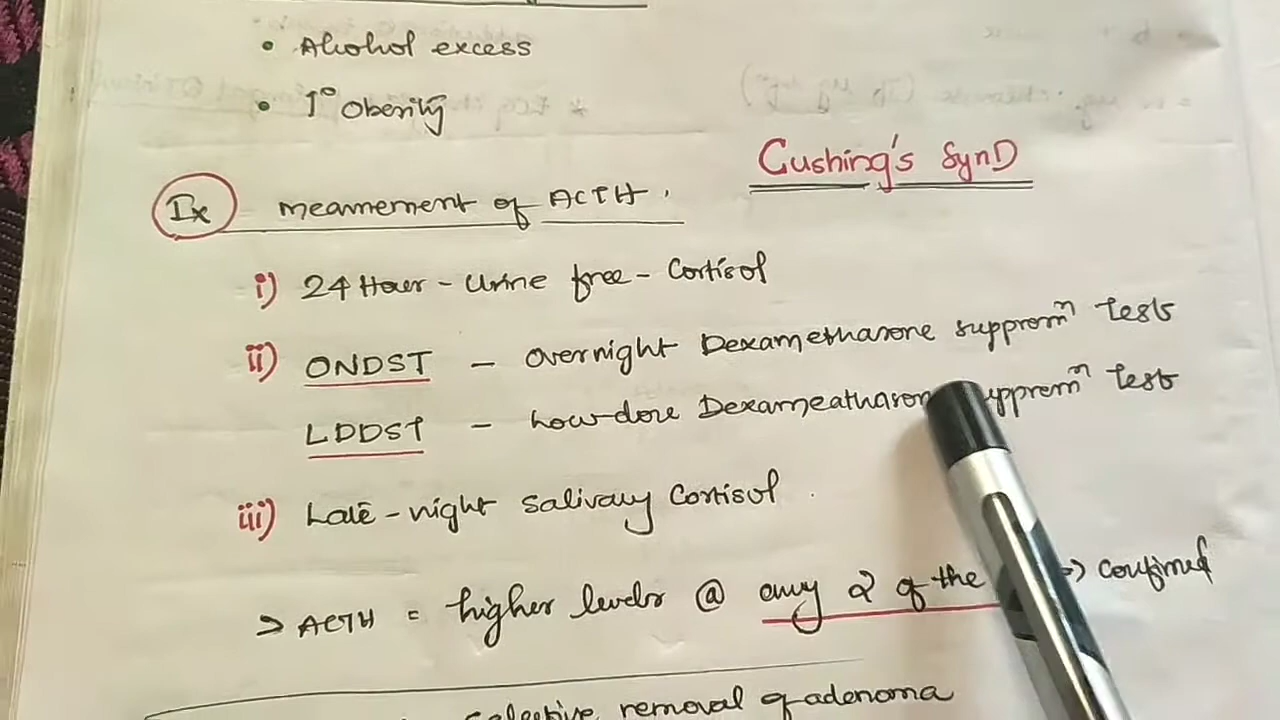 • Alcohol excess
• 1° Obesity
Cushing's SynD
Ix measurement of ACTH.
i) 24 Hour - Urine free - Cortisol
ii) ONDST - Overnight Dexamethasone suppressⁿ tests
LDDST - Low dose Dexameathason suppressⁿ test
iii) Late - night salivary Cortisol.
> ACTH = higher levels @ any 2 of the → confirmed
selective removal of adenoma